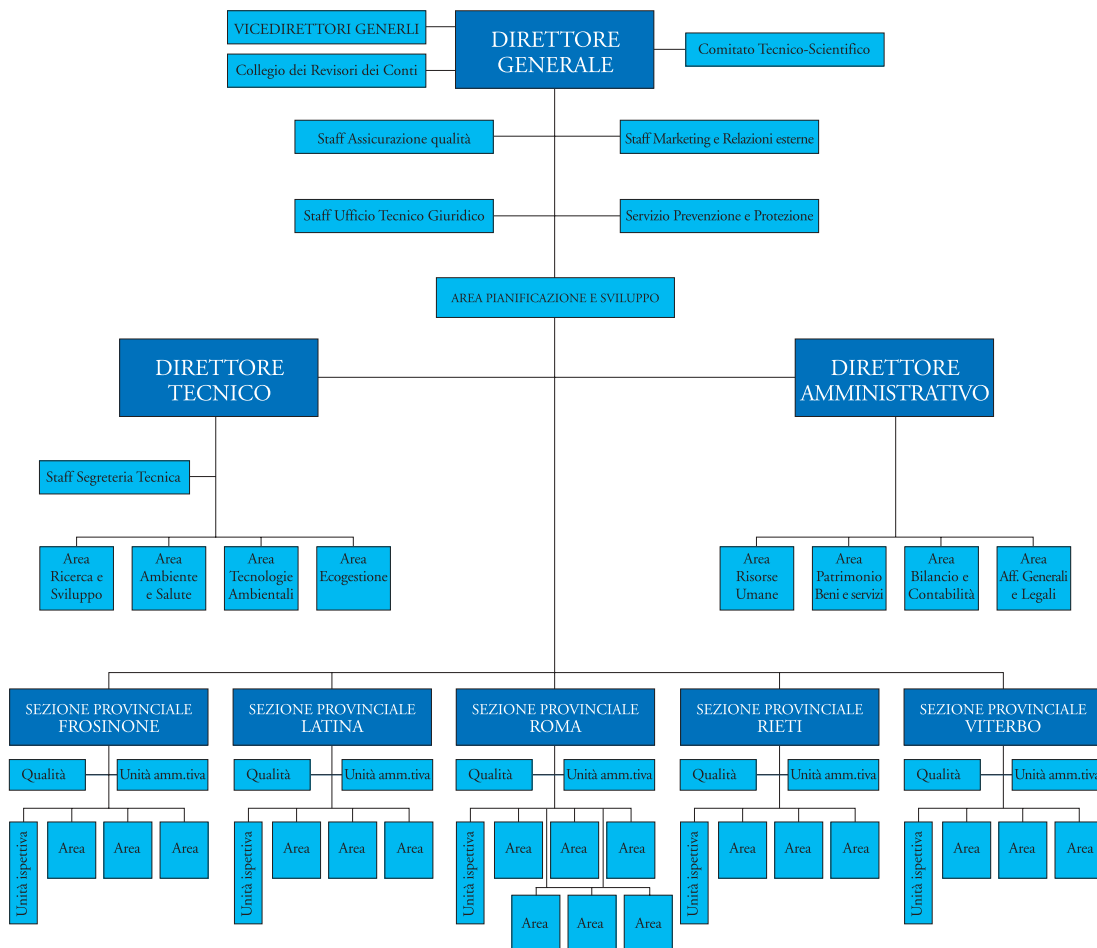 VICEDIRETTORI GENERLI
DIRETTORE
GENERALE
Comitato Tecnico-Scientifico
Collegio dei Revisori dei Conti
Staff Assicurazione qualità
Staff Marketing e Relazioni esterne
Staff Ufficio Tecnico Giuridico
Servizio Prevenzione e Protezione
AREA PIANIFICAZIONE E SVILUPPO
DIRETTORE
TECNICO
DIRETTORE
AMMINISTRATIVO
Staff Segreteria Tecnica
Area
Ricerca e
Sviluppo
Area
Ambiente
e Salute
Area
Tecnologie
Ambientali
Area
Ecogestione
Area
Risorse
Umane
Area
Patrimonio
Beni e servizi
Area
Bilancio e
Contabilità
Area
Aff. Generali
e Legali
SEZIONE PROVINCIALE
FROSINONE
SEZIONE PROVINCIALE
LATINA
SEZIONE PROVINCIALE
ROMA
SEZIONE PROVINCIALE
RIETI
SEZIONE PROVINCIALE
VITERBO
Qualità
Unità amm.tiva
Qualità
Unità amm.tiva
Qualità
Unità amm.tiva
Qualità
Unità amm.tiva
Qualità
Unità amm.tiva
Unità ispettiva
Area
Area
Area
Unità ispettiva
Area
Area
Area
Unità ispettiva
Area
Area
Area
Area
Area
Area
Unità ispettiva
Area
Area
Area
Unità ispettiva
Area
Area
Area